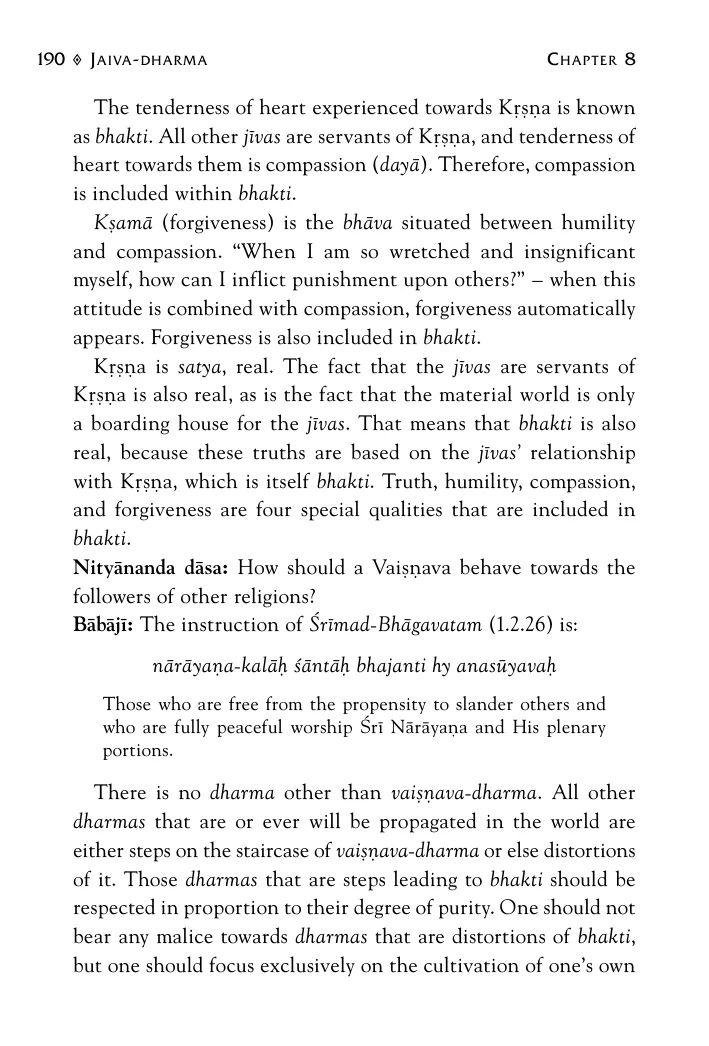 190 ◊ Jaiva-dharma Chapter 8
The tenderness of heart experienced towards Kṛṣṇa is known
as bhakti. All other jīvas are servants of Kṛṣṇa, and tenderness of
heart towards them is compassion (dayā). Therefore, compassion
is included within bhakti.
Kṣamā (forgiveness) is the bhāva situated between humility
and compassion. “When I am so wretched and insignificant
myself, how can I inflict punishment upon others?” – when this
attitude is combined with compassion, forgiveness automatically
appears. Forgiveness is also included in bhakti.
Kṛṣṇa is satya, real. The fact that the jīvas are servants of
Kṛṣṇa is also real, as is the fact that the material world is only
a boarding house for the jīvas. That means that bhakti is also
real, because these truths are based on the jīvas’ relationship
with Kṛṣṇa, which is itself bhakti. Truth, humility, compassion,
and forgiveness are four special qualities that are included in
bhakti.
Nityānanda dāsa: How should a Vaiṣṇava behave towards the
followers of other religions?
Bābājī: The instruction of Śrīmad-Bhāgavatam (1.2.26) is:
nārāyaṇa-kalāḥ śāntāḥ bhajanti hy anasūyavaḥ
Those who are free from the propensity to slander others and
who are fully peaceful worship Śrī Nārāyaṇa and His plenary
portions.
There is no dharma other than vaiṣṇava-dharma. All other
dharmas that are or ever will be propagated in the world are
either steps on the staircase of vaiṣṇava-dharma or else distortions
of it. Those dharmas that are steps leading to bhakti should be
respected in proportion to their degree of purity. One should not
bear any malice towards dharmas that are distortions of bhakti,
but one should focus exclusively on the cultivation of one’s own